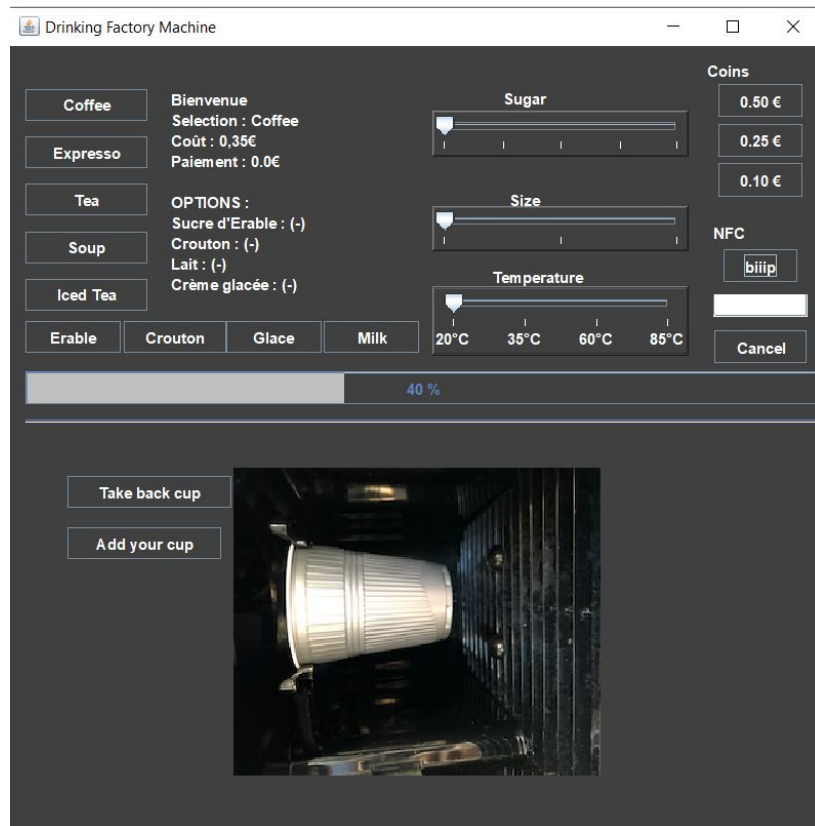 Drinking Factory Machine
Coffee
Expresso
Tea
Soup
Iced Tea
Erable
Crouton
Glace
Milk
Bienvenue
Selection : Coffee
Coût : 0,35€
Paiement : 0.0€
OPTIONS :
Sucre d'Erable : (-)
Crouton : (-)
Lait : (-)
Crème glacée : (-)
Sugar
Size
Temperature
20°C 35°C 60°C 85°C
Coins
0.50 €
0.25 €
0.10 €
NFC
biiip
Cancel
40 %
Take back cup
Add your cup